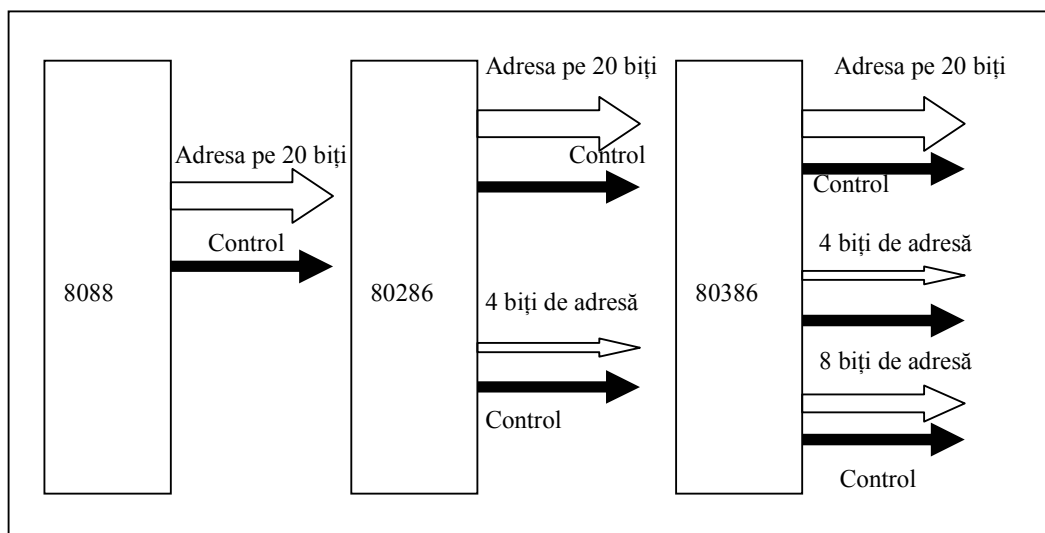 Adresa pe 20 biți
Control
8088
Adresa pe 20 biți
Control
80286
4 biți de adresă
Control
Adresa pe 20 biți
Control
4 biți de adresă
80386
8 biți de adresă
Control